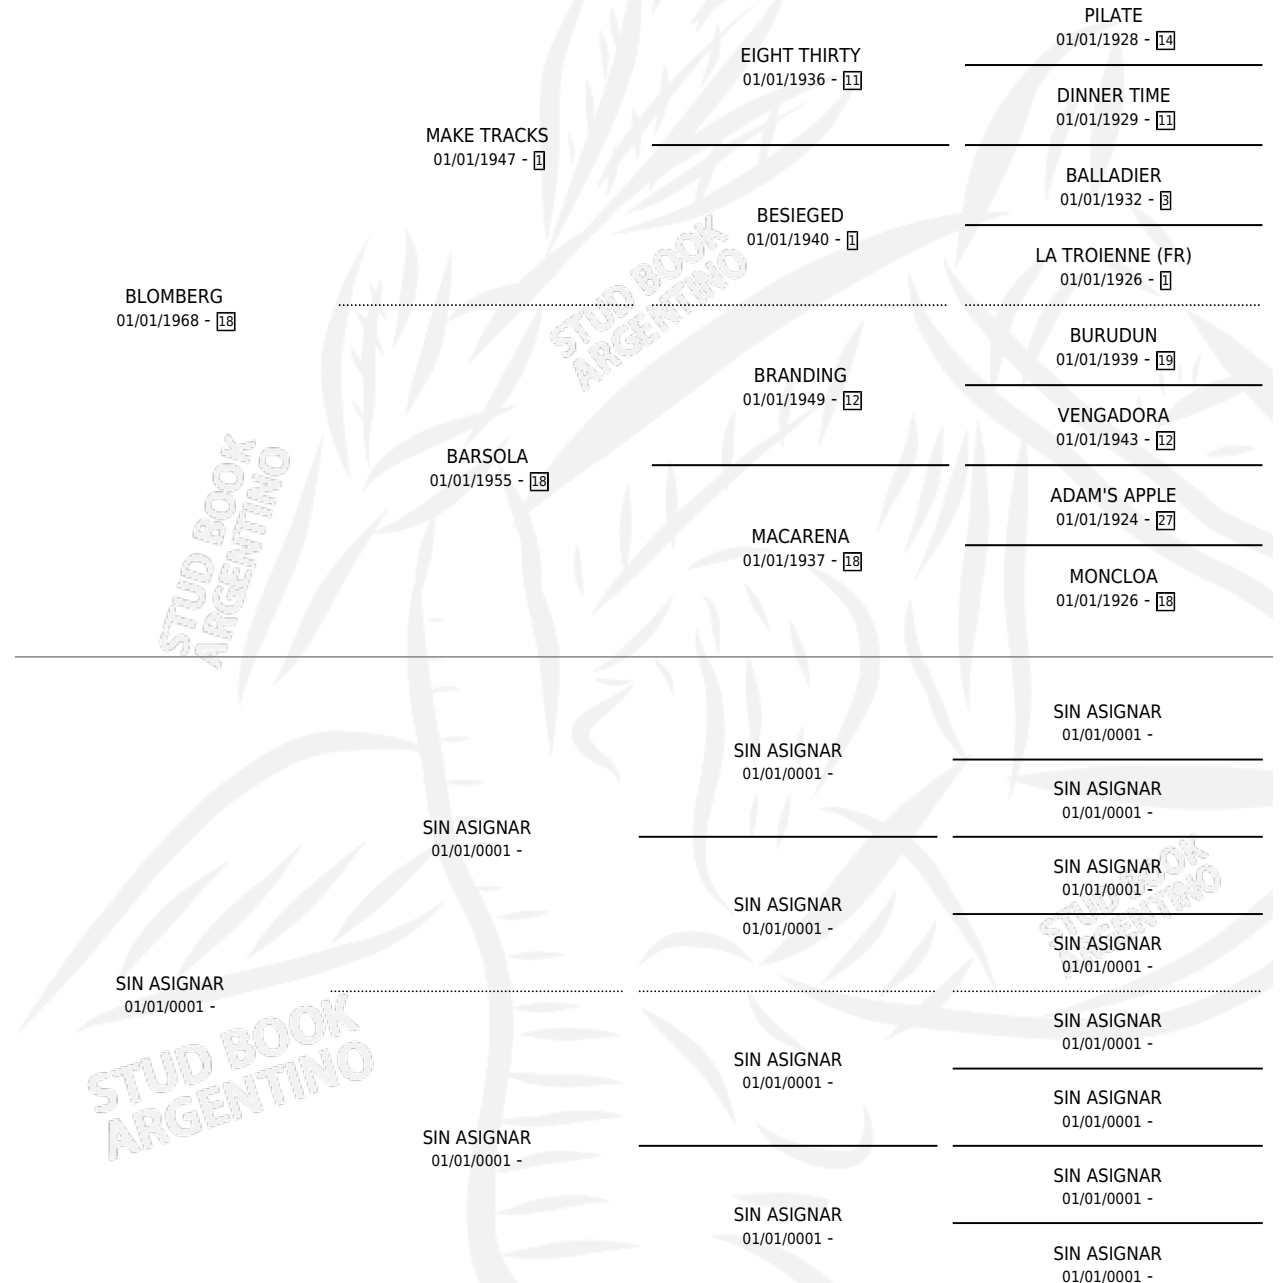 PILATE
01/01/1928 - 14
EIGHT THIRTY
01/01/1936 - 11
DINNER TIME
01/01/1929 - 11
MAKE TRACKS
01/01/1947 - 1
BALLADIER
01/01/1932 - 3
BESIEGED
01/01/1940 - 1
LA TROIENNE (FR)
01/01/1926 - 1
BLOMBERG
01/01/1968 - 18
BURUDUN
01/01/1939 - 19
BRANDING
01/01/1949 - 12
VENGADORA
01/01/1943 - 12
BARSOLA
01/01/1955 - 18
ADAM'S APPLE
01/01/1924 - 27
MACARENA
01/01/1937 - 18
MONCLOA
01/01/1926 - 18
STUD BOOK
ARGENTINO
STUD BOOK
ARGENTINO
SIN ASIGNAR
01/01/0001 -
SIN ASIGNAR
01/01/0001 -
SIN ASIGNAR
01/01/0001 -
SIN ASIGNAR
01/01/0001 -
SIN ASIGNAR
01/01/0001 -
SIN ASIGNAR
01/01/0001 -
SIN ASIGNAR
01/01/0001 -
SIN ASIGNAR
01/01/0001 -
SIN ASIGNAR
01/01/0001 -
SIN ASIGNAR
01/01/0001 -
SIN ASIGNAR
01/01/0001 -
SIN ASIGNAR
01/01/0001 -
SIN ASIGNAR
01/01/0001 -
SIN ASIGNAR
01/01/0001 -
SIN ASIGNAR
01/01/0001 -
STUD BOOK
ARGENTINO
STUD BOOK
ARGENTINO